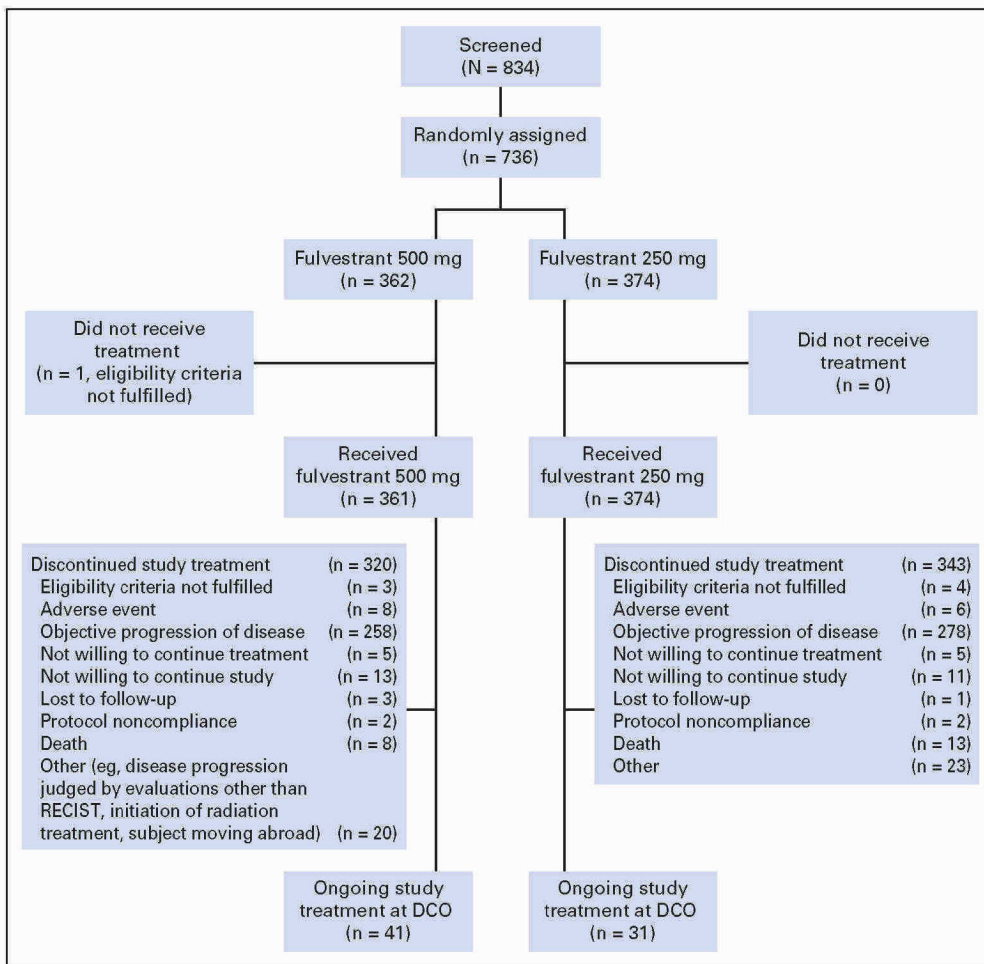 Screened
(N = 834)
Randomly assigned
(n = 736)
Fulvestrant 500 mg
(n = 362)
Fulvestrant 250 mg
(n = 374)
Did not receive
treatment
(n = 1, eligibility criteria
not fulfilled)
Did not receive
treatment
(n = 0)
Received
fulvestrant 500 mg
(n = 361)
Received
fulvestrant 250 mg
(n = 374)
Discontinued study treatment (n = 320)
Eligibility criteria not fulfilled (n = 3)
Adverse event (n = 8)
Objective progression of disease (n = 258)
Not willing to continue treatment (n = 5)
Not willing to continue study (n = 13)
Lost to follow-up (n = 3)
Protocol noncompliance (n = 2)
Death (n = 8)
Other (eg, disease progression
judged by evaluations other than
RECIST, initiation of radiation
treatment, subject moving abroad) (n = 20)
Discontinued study treatment (n = 343)
Eligibility criteria not fulfilled (n = 4)
Adverse event (n = 6)
Objective progression of disease (n = 278)
Not willing to continue treatment (n = 5)
Not willing to continue study (n = 11)
Lost to follow-up (n = 1)
Protocol noncompliance (n = 2)
Death (n = 13)
Other (n = 23)
Ongoing study
treatment at DCO
(n = 41)
Ongoing study
treatment at DCO
(n = 31)